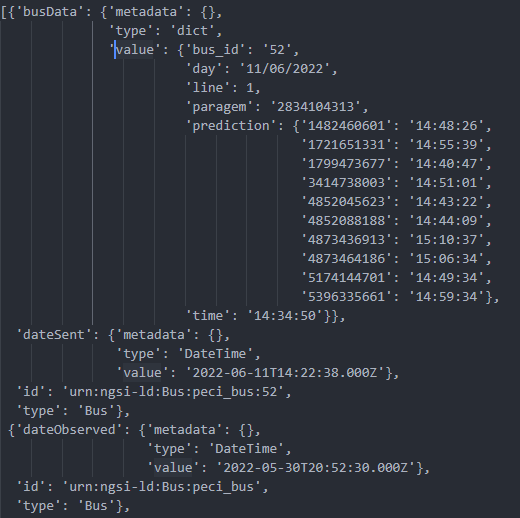 [{'busData': {'metadata': {},
'type': 'dict',
'value': {'bus_id': '52',
'day': '11/06/2022',
'line': 1,
'paragem': '2834104313',
'prediction': {'1482460601': '14:48:26',
'1721651331': '14:55:39',
'1799473677': '14:40:47',
'3414738003': '14:51:01',
'4852045623': '14:43:22',
'4852088188': '14:44:09',
'4873436913': '15:10:37',
'4873464186': '15:06:34',
'5174144701': '14:49:34',
'5396335661': '14:59:34'},
'time': '14:34:50'}},
'dateSent': {'metadata': {},
'type': 'DateTime',
'value': '2022-06-11T14:22:38.000Z'},
'id': 'urn:ngsi-ld:Bus:peci_bus:52',
'type': 'Bus'},
{'dateObserved': {'metadata': {},
'type': 'DateTime',
'value': '2022-05-30T20:52:30.000Z'},
'id': 'urn:ngsi-ld:Bus:peci_bus',
'type': 'Bus'},